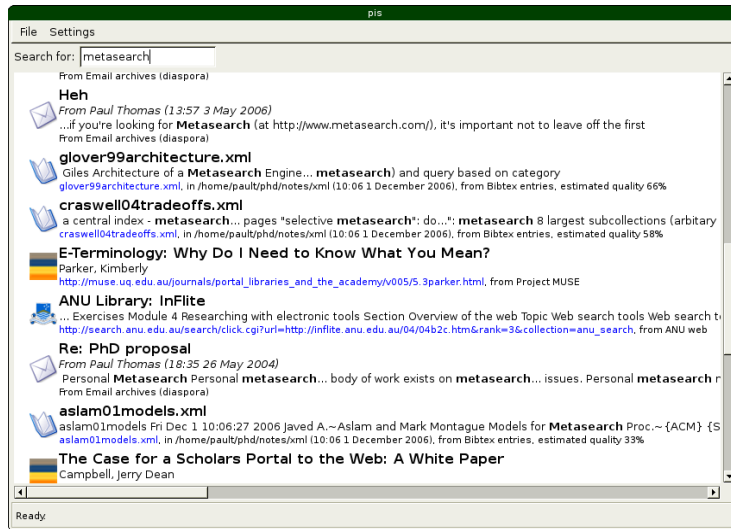 pis
File Settings
Search for: metasearch
From Email archives (diaspora)
Heh
From Paul Thomas (13:57 3 May 2006)
...if you're looking for Metasearch (at http://www.metasearch.com/), it's important not to leave off the first
From Email archives (diaspora)
glover99architecture.xml
Giles Architecture of a Metasearch Engine... metasearch) and query based on category
glover99architecture.xml, in /home/pault/phd/notes/xml (10:06 1 December 2006), from Bibtex entries, estimated quality 66%
craswell04tradeoffs.xml
a central index - metasearch... pages "selective metasearch": do...": metasearch 8 largest subcollections (arbitary
craswell04tradeoffs.xml, in /home/pault/phd/notes/xml (10:06 1 December 2006), from Bibtex entries, estimated quality 58%
E-Terminology: Why Do I Need to Know What You Mean?
Parker, Kimberly
http://muse.uq.edu.au/journals/portal_libraries_and_the_academy/v005/5.3parker.html, from Project MUSE
ANU Library: InFlite
... Exercises Module 4 Researching with electronic tools Section Overview of the web Topic Web search tools Web search t
http://search.anu.edu.au/search/click.cgi?url=http://inflite.anu.edu.au/04/04b2c.htm&rank=3&collection=anu_search, from ANU web
Re: PhD proposal
From Paul Thomas (18:35 26 May 2004)
Personal Metasearch Personal metasearch... body of work exists on metasearch... issues. Personal metasearch r
From Email archives (diaspora)
aslam01models.xml
aslam01models Fri Dec 1 10:06:27 2006 Javed A.~Aslam and Mark Montague Models for Metasearch Proc.~{ACM} {S
aslam01models.xml, in /home/pault/phd/notes/xml (10:06 1 December 2006), from Bibtex entries, estimated quality 33%
The Case for a Scholars Portal to the Web: A White Paper
Campbell, Jerry Dean
Ready.